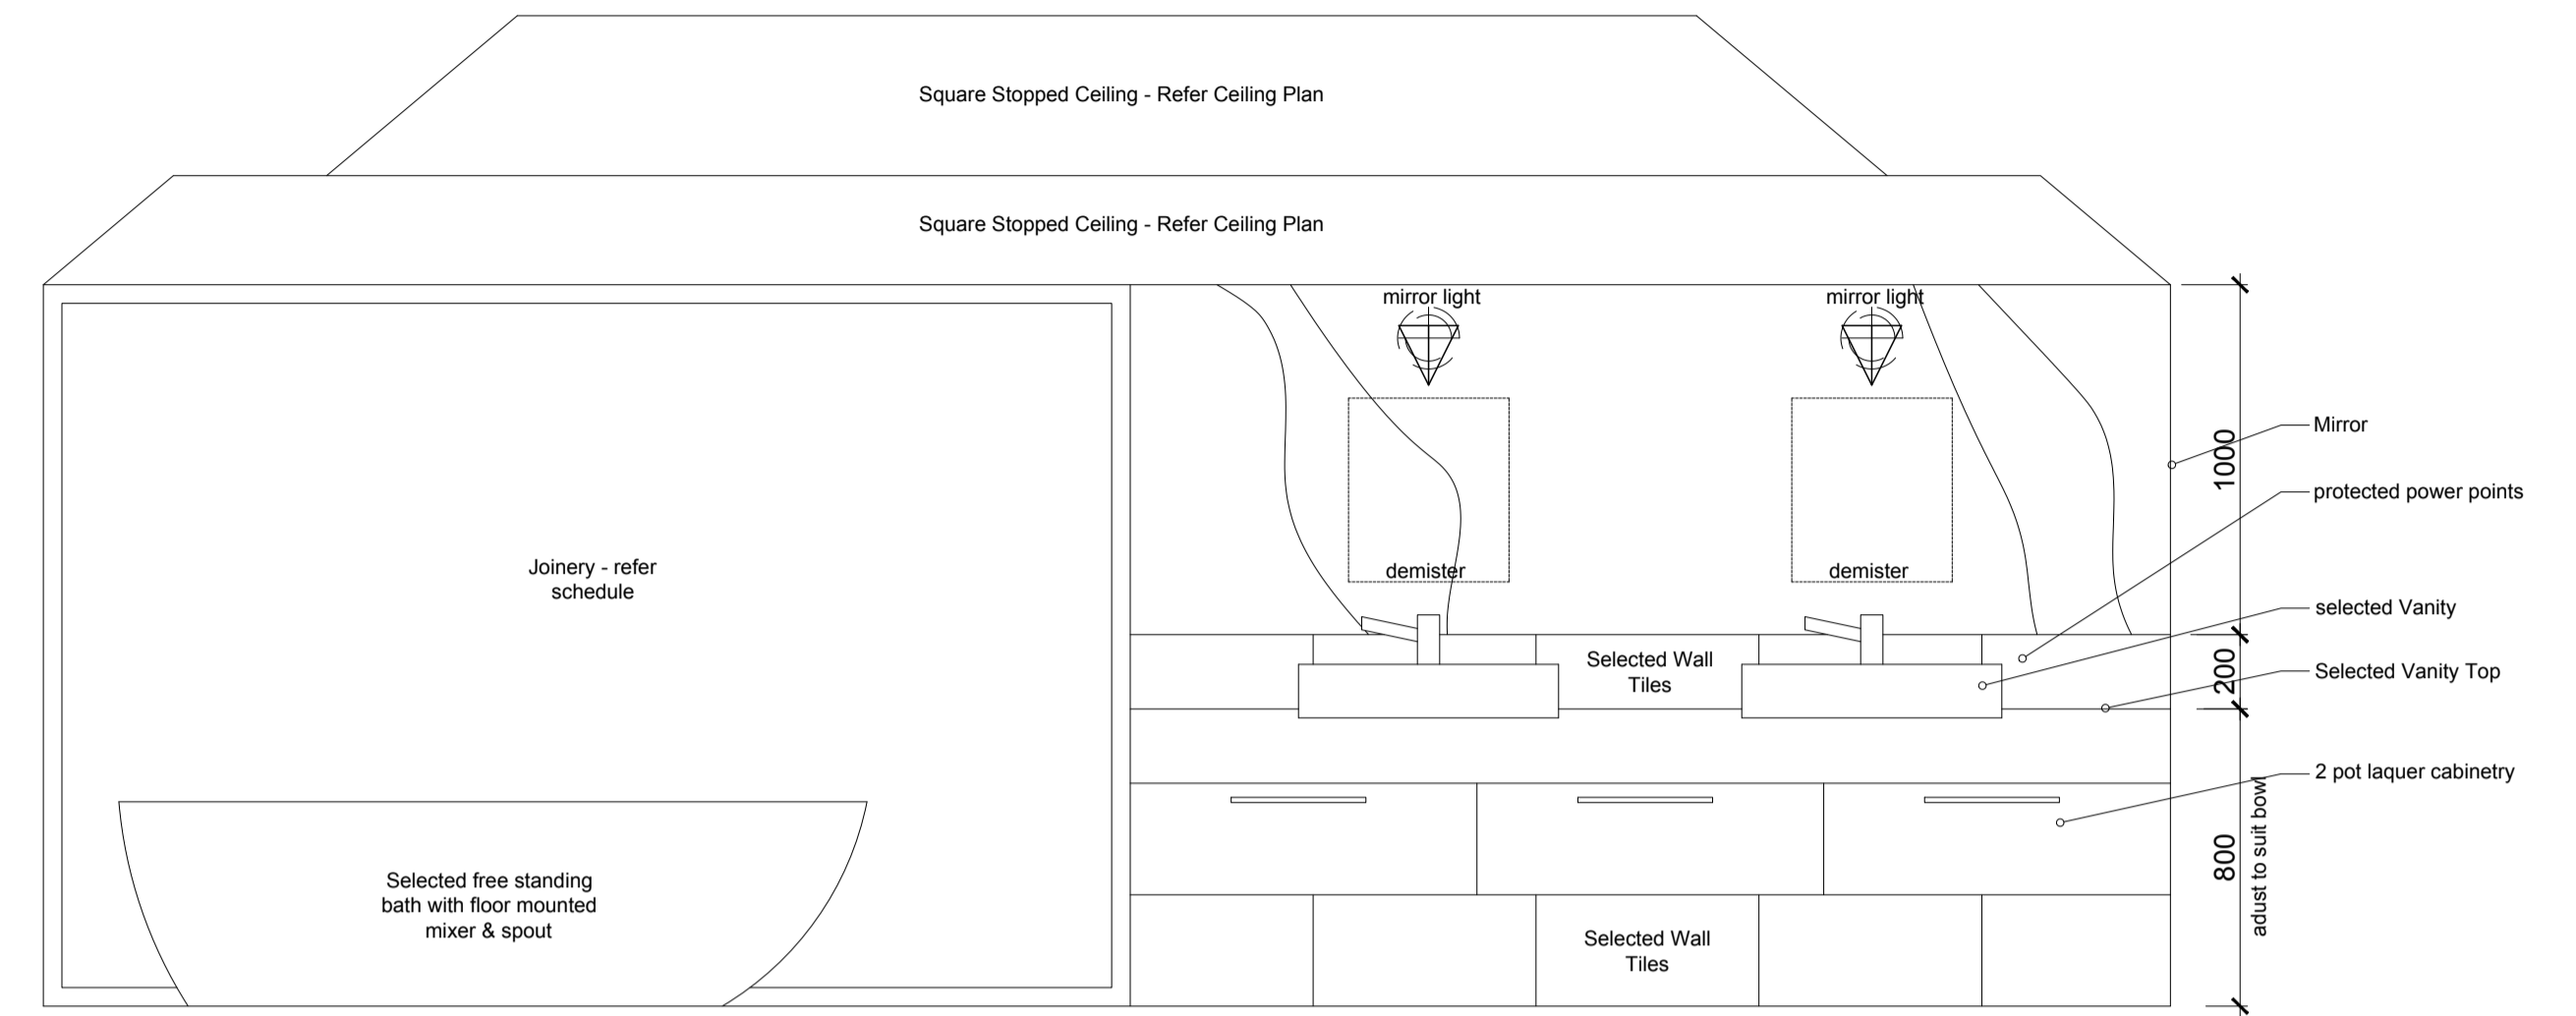 Square Stopped Ceiling - Refer Ceiling Plan
Square Stopped Ceiling - Refer Ceiling Plan
mirror light
mirror light
Mirror
1000
protected power points
Joinery - refer
schedule
demister
demister
selected Vanity
Selected Wall
Tiles
200
Selected Vanity Top
2 pot laquer cabinetry
800
adust to suit bowl
Selected free standing
bath with floor mounted
mixer & spout
Selected Wall
Tiles